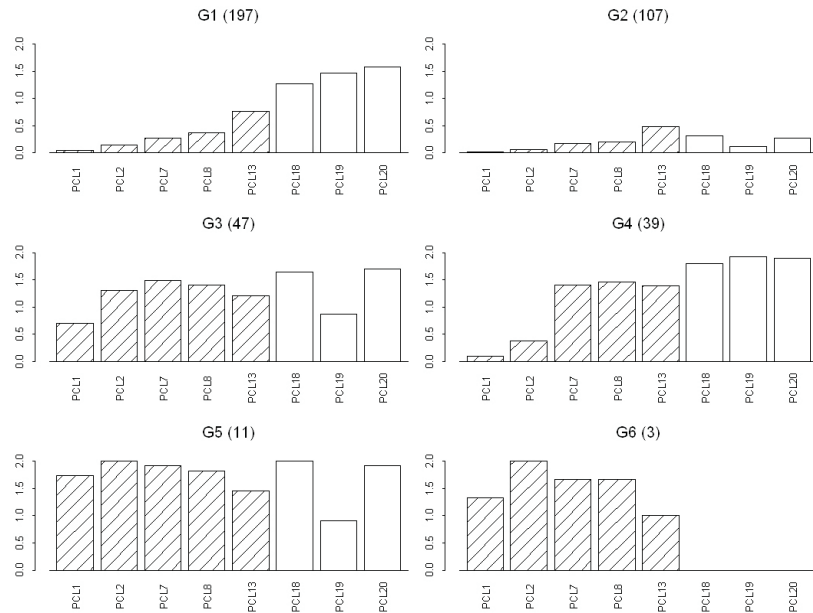 G1 (197)
G2 (107)
2.0
1.5
1.0
0.5
0.0
PCL1
PCL2
PCL7
PCL8
PCL13
PCL18
PCL19
PCL20
2.0
1.5
1.0
0.5
0.0
PCL1
PCL2
PCL7
PCL8
PCL13
PCL18
PCL19
PCL20
G3 (47)
G4 (39)
2.0
1.5
1.0
0.5
0.0
PCL1
PCL2
PCL7
PCL8
PCL13
PCL18
PCL19
PCL20
2.0
1.5
1.0
0.5
0.0
PCL1
PCL2
PCL7
PCL8
PCL13
PCL18
PCL19
PCL20
G5 (11)
G6 (3)
2.0
1.5
1.0
0.5
0.0
PCL1
PCL2
PCL7
PCL8
PCL13
PCL18
PCL19
PCL20
2.0
1.5
1.0
0.5
0.0
PCL1
PCL2
PCL7
PCL8
PCL13
PCL18
PCL19
PCL20